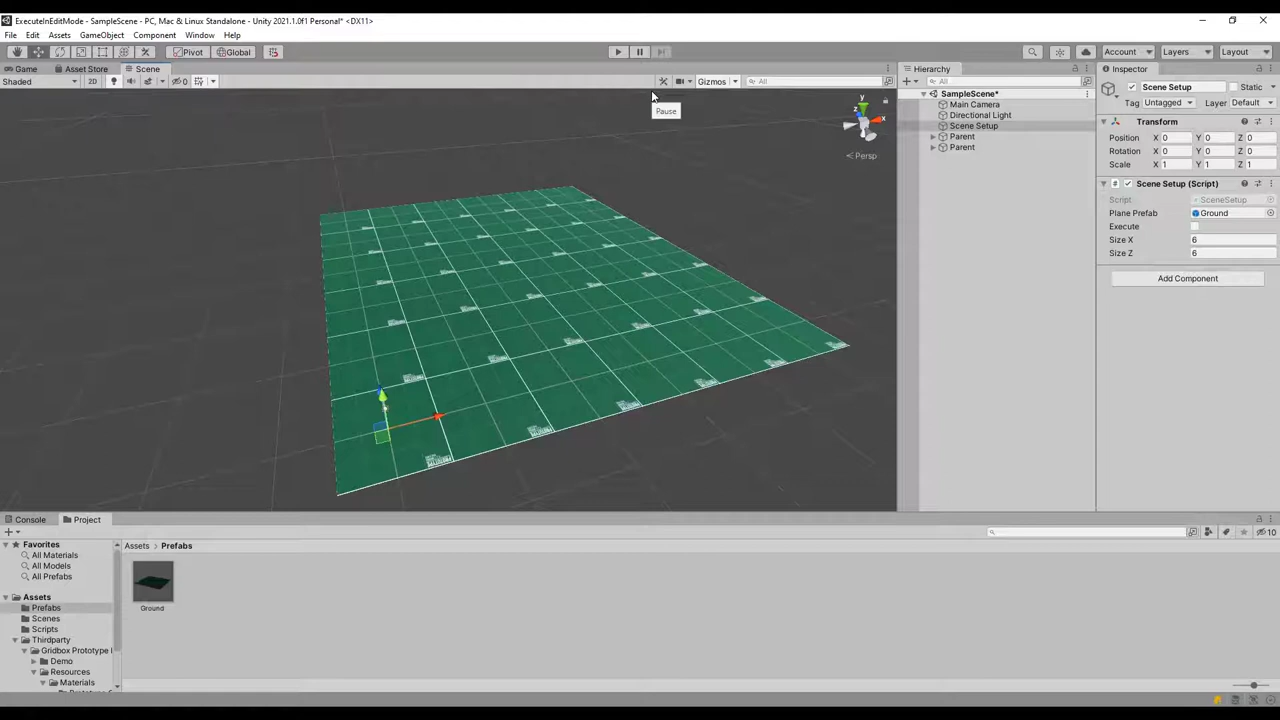 ExecuteInEditMode - SampleScene - PC, Mac & Linux Standalone - Unity 2021.1.0f1 Personal* <DX11>
File Edit Assets GameObject Component Window Help
Pivot Global Account Layers Layout
Game Asset Store Scene
Shaded 2D 0 Gizmos All
Pause
y
z
x
< Persp
Hierarchy
All
SampleScene*
Main Camera
Directional Light
Scene Setup
Parent
Parent
Inspector
Scene Setup Static
Tag Untagged Layer Default
Transform
Position X 0 Y 0 Z 0
Rotation X 0 Y 0 Z 0
Scale X 1 Y 1 Z 1
# Scene Setup (Script)
Script SceneSetup
Plane Prefab Ground
Execute
Size X 6
Size Z 6
Add Component
Console Project
10
Favorites
All Materials
All Models
All Prefabs
Assets
Prefabs
Scenes
Scripts
Thirdparty
Gridbox Prototype
Demo
Resources
Materials
Assets > Prefabs
Ground